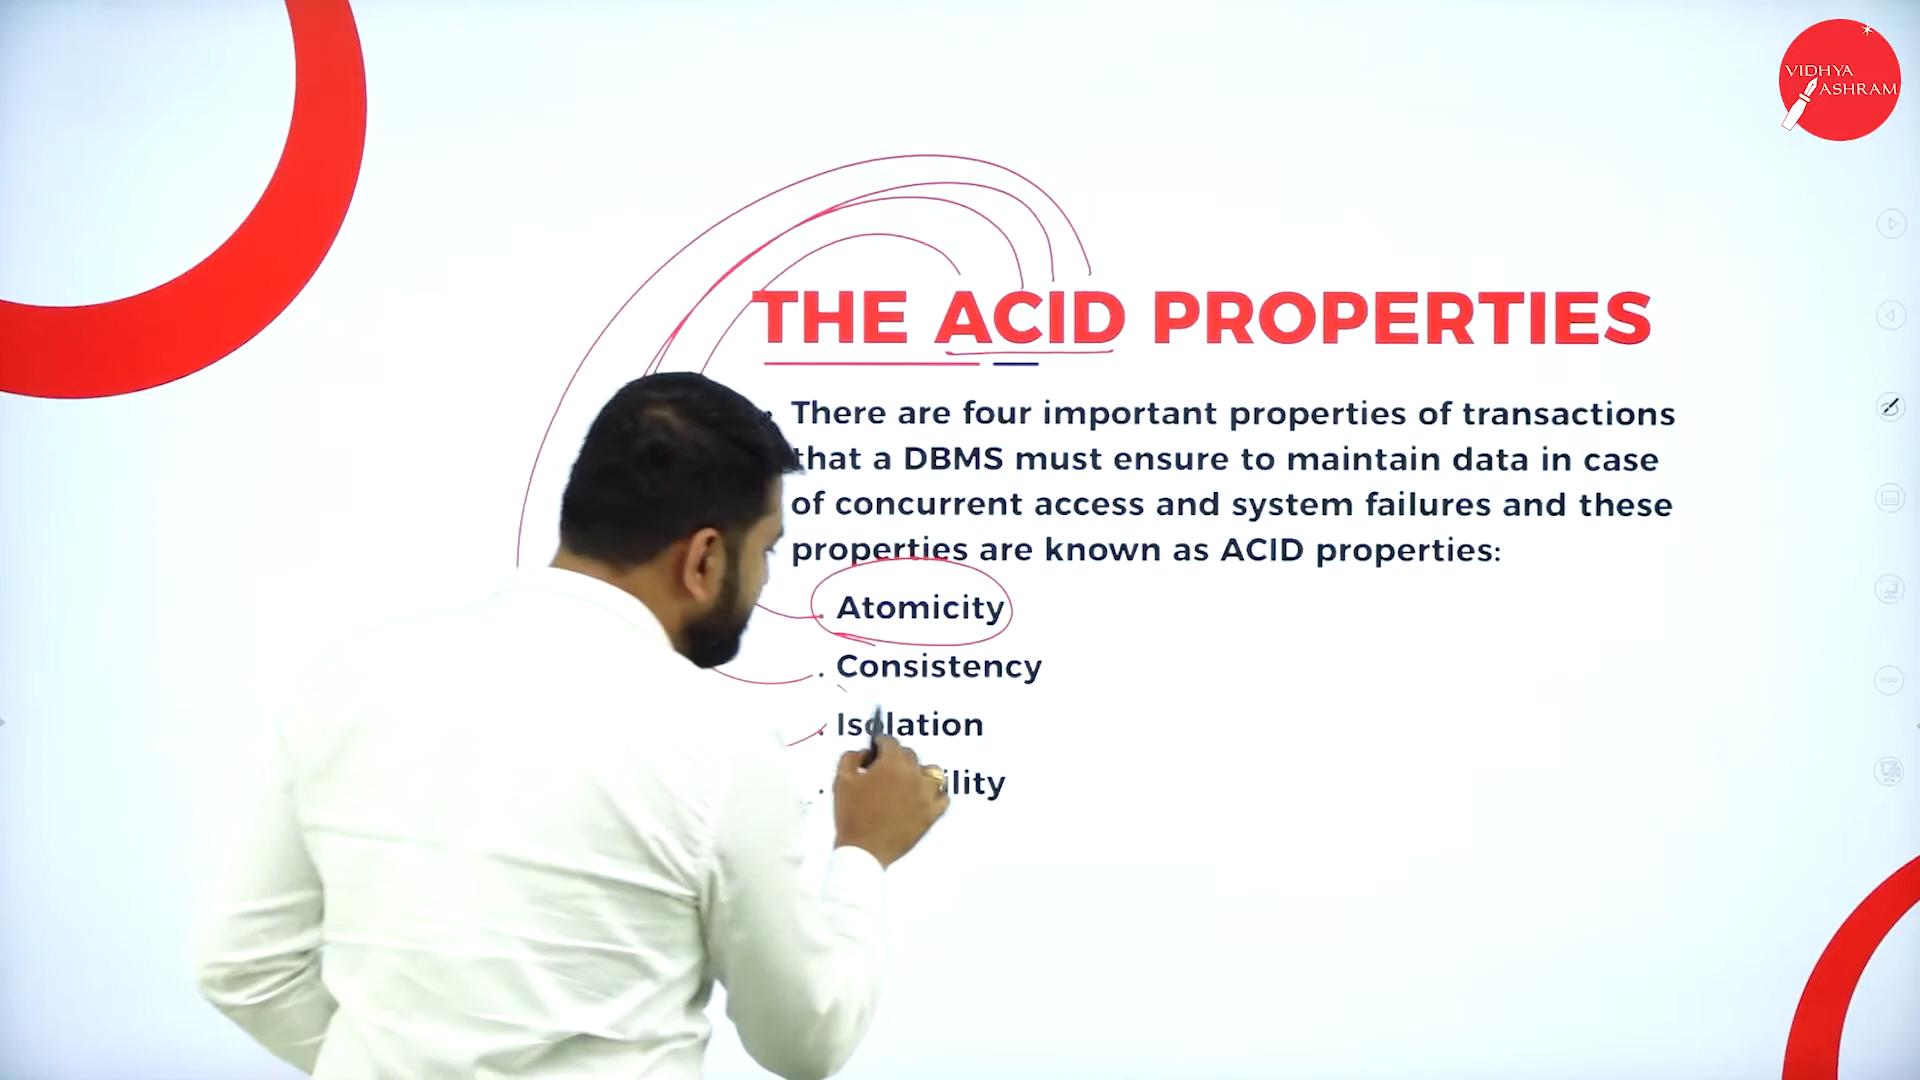 VIDHYA
ASHRAM
THE ACID PROPERTIES
There are four important properties of transactions
that a DBMS must ensure to maintain data in case
of concurrent access and system failures and these
properties are known as ACID properties:
. Atomicity
. Consistency
. Isolation